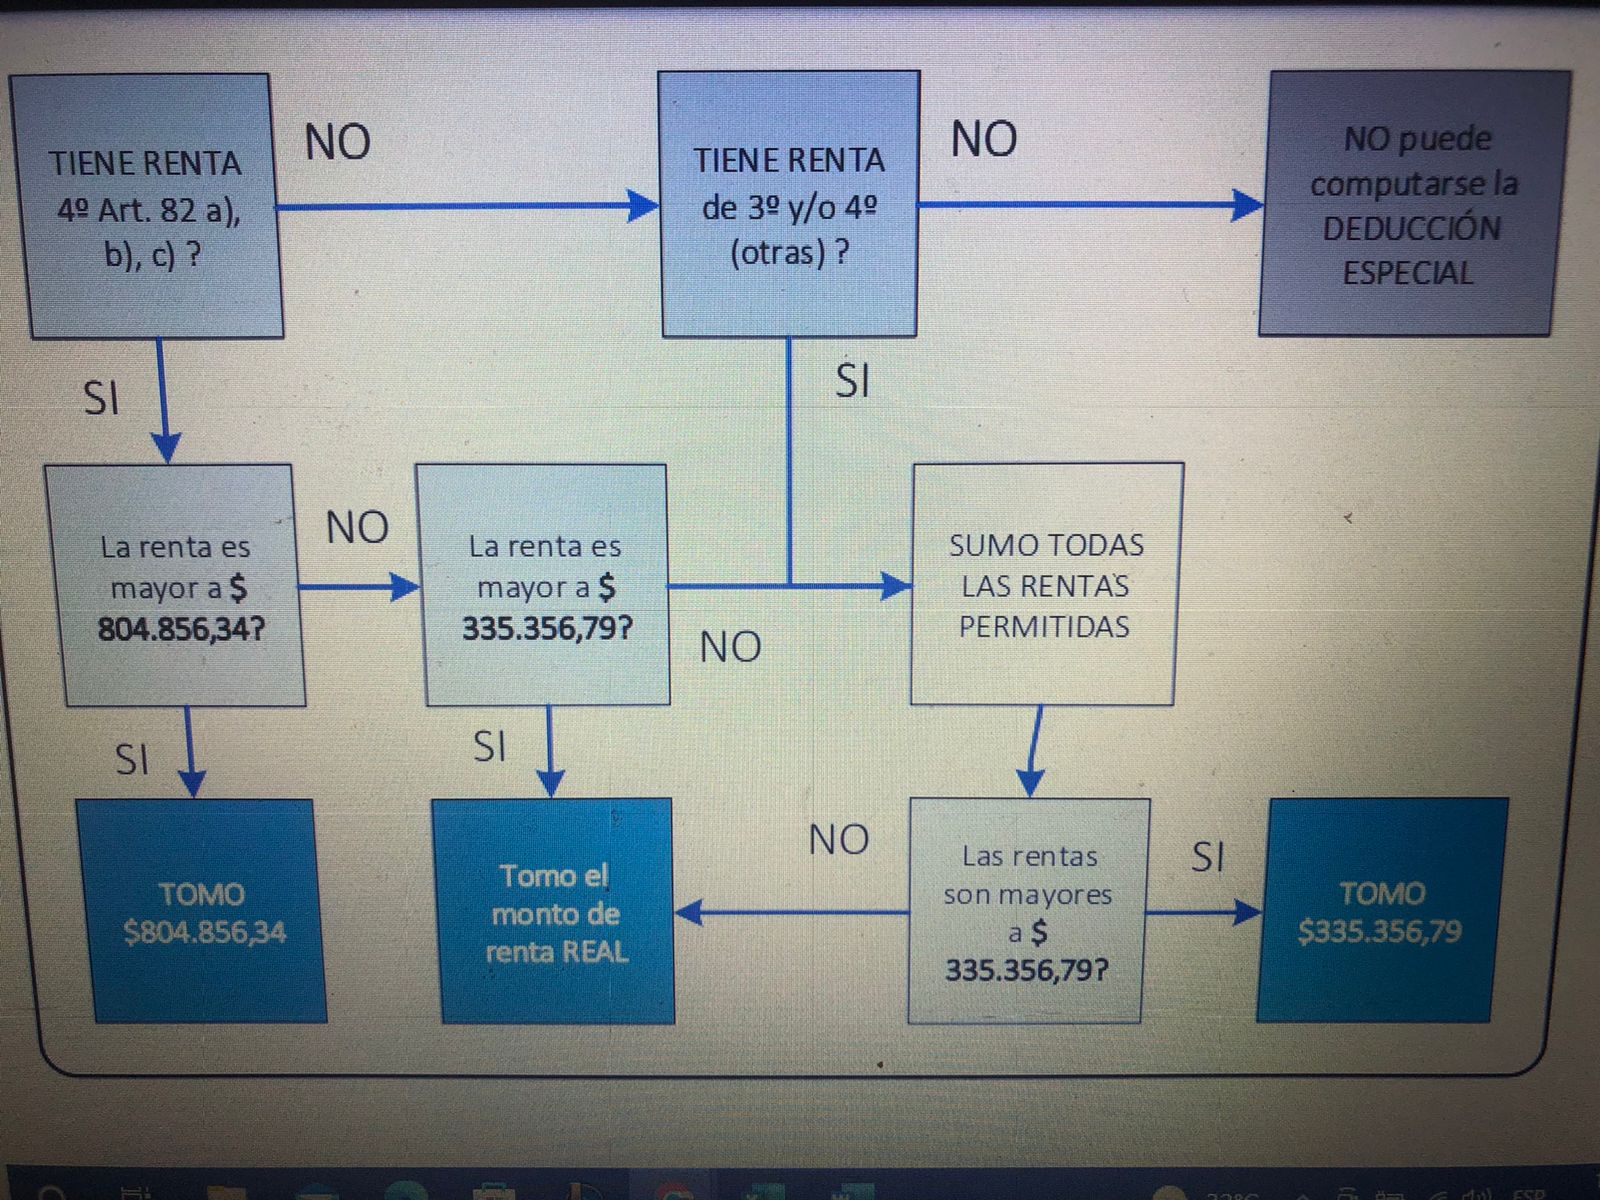 TIENE RENTA
4º Art. 82 a),
b), c) ?
NO
TIENE RENTA
de 3º y/o 4º
(otras) ?
NO
NO puede
computarse la
DEDUCCIÓN
ESPECIAL
SI
SI
La renta es
mayor a $
804.856,34?
NO
La renta es
mayor a $
335.356,79?
NO
SUMO TODAS
LAS RENTAS
PERMITIDAS
SI
SI
TOMO
$804.856,34
Tomo el
monto de
renta REAL
NO
Las rentas
son mayores
a $
335.356,79?
SI
TOMO
$335.356,79